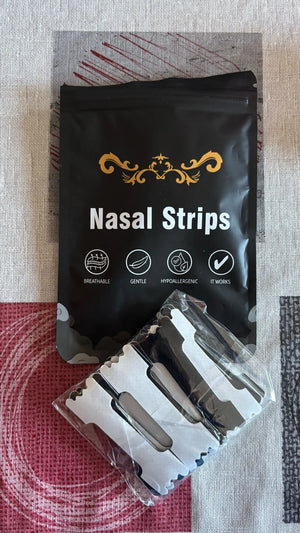 Nasal Strips
BREATHABLE GENTLE HYPOALLERGENIC IT WORKS